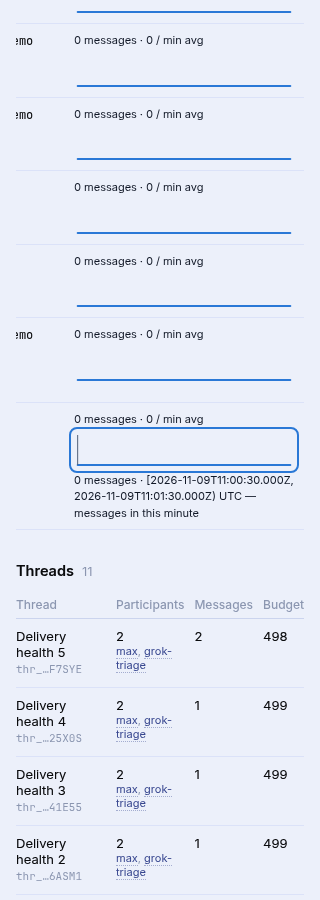 emo 0 messages · 0 / min avg
emo 0 messages · 0 / min avg
0 messages · 0 / min avg
0 messages · 0 / min avg
emo 0 messages · 0 / min avg
0 messages · 0 / min avg
0 messages · [2026-11-09T11:00:30.000Z,
2026-11-09T11:01:30.000Z) UTC —
messages in this minute
Threads 11
Thread Participants Messages Budget
Delivery health 5 2 2 498
thr_…F7SYE max, grok-triage
Delivery health 4 2 1 499
thr_…25X0S max, grok-triage
Delivery health 3 2 1 499
thr_…41E55 max, grok-triage
Delivery health 2 2 1 499
thr_…6ASM1 max, grok-triage